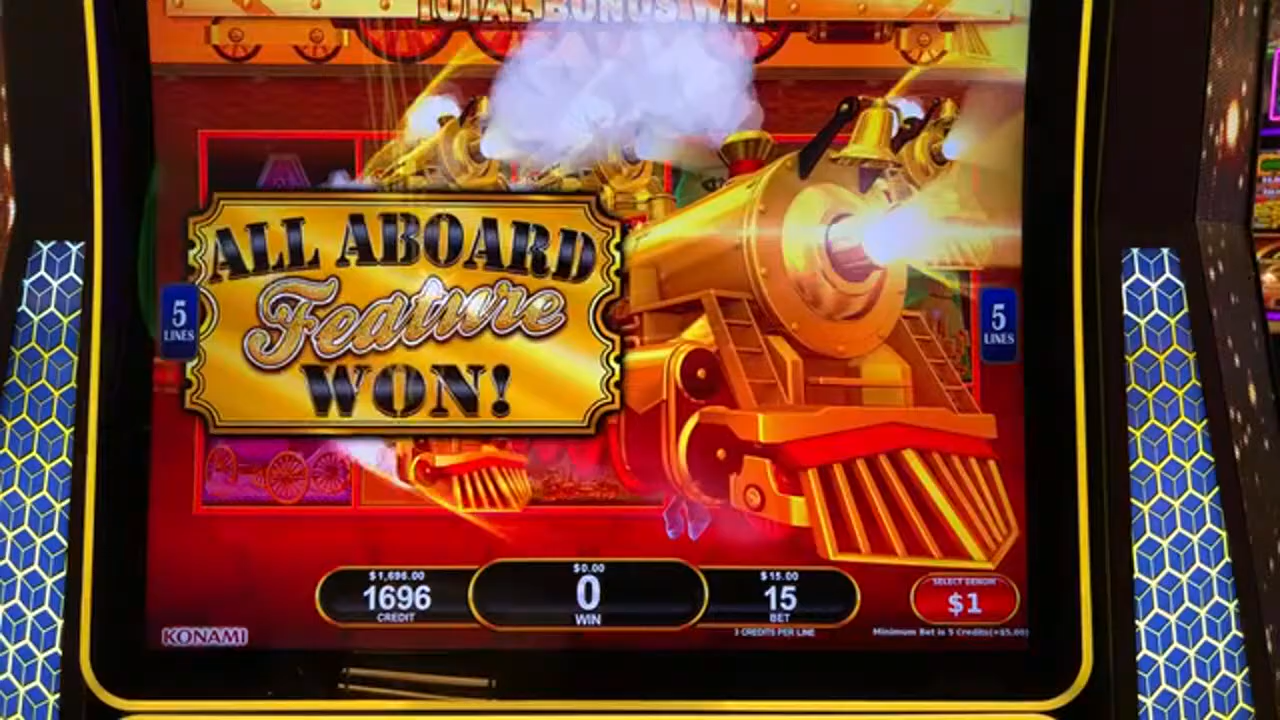 TOTAL BONUS WIN
ALL ABOARD
Feature
WON!
5
LINES
5
LINES
$1,696.00
1696
CREDIT
$0.00
0
WIN
$15.00
15
BET
3 CREDITS PER LINE
SELECT DENOM
$1
Minimum Bet is 5 Credits(=$5.00)
KONAMI